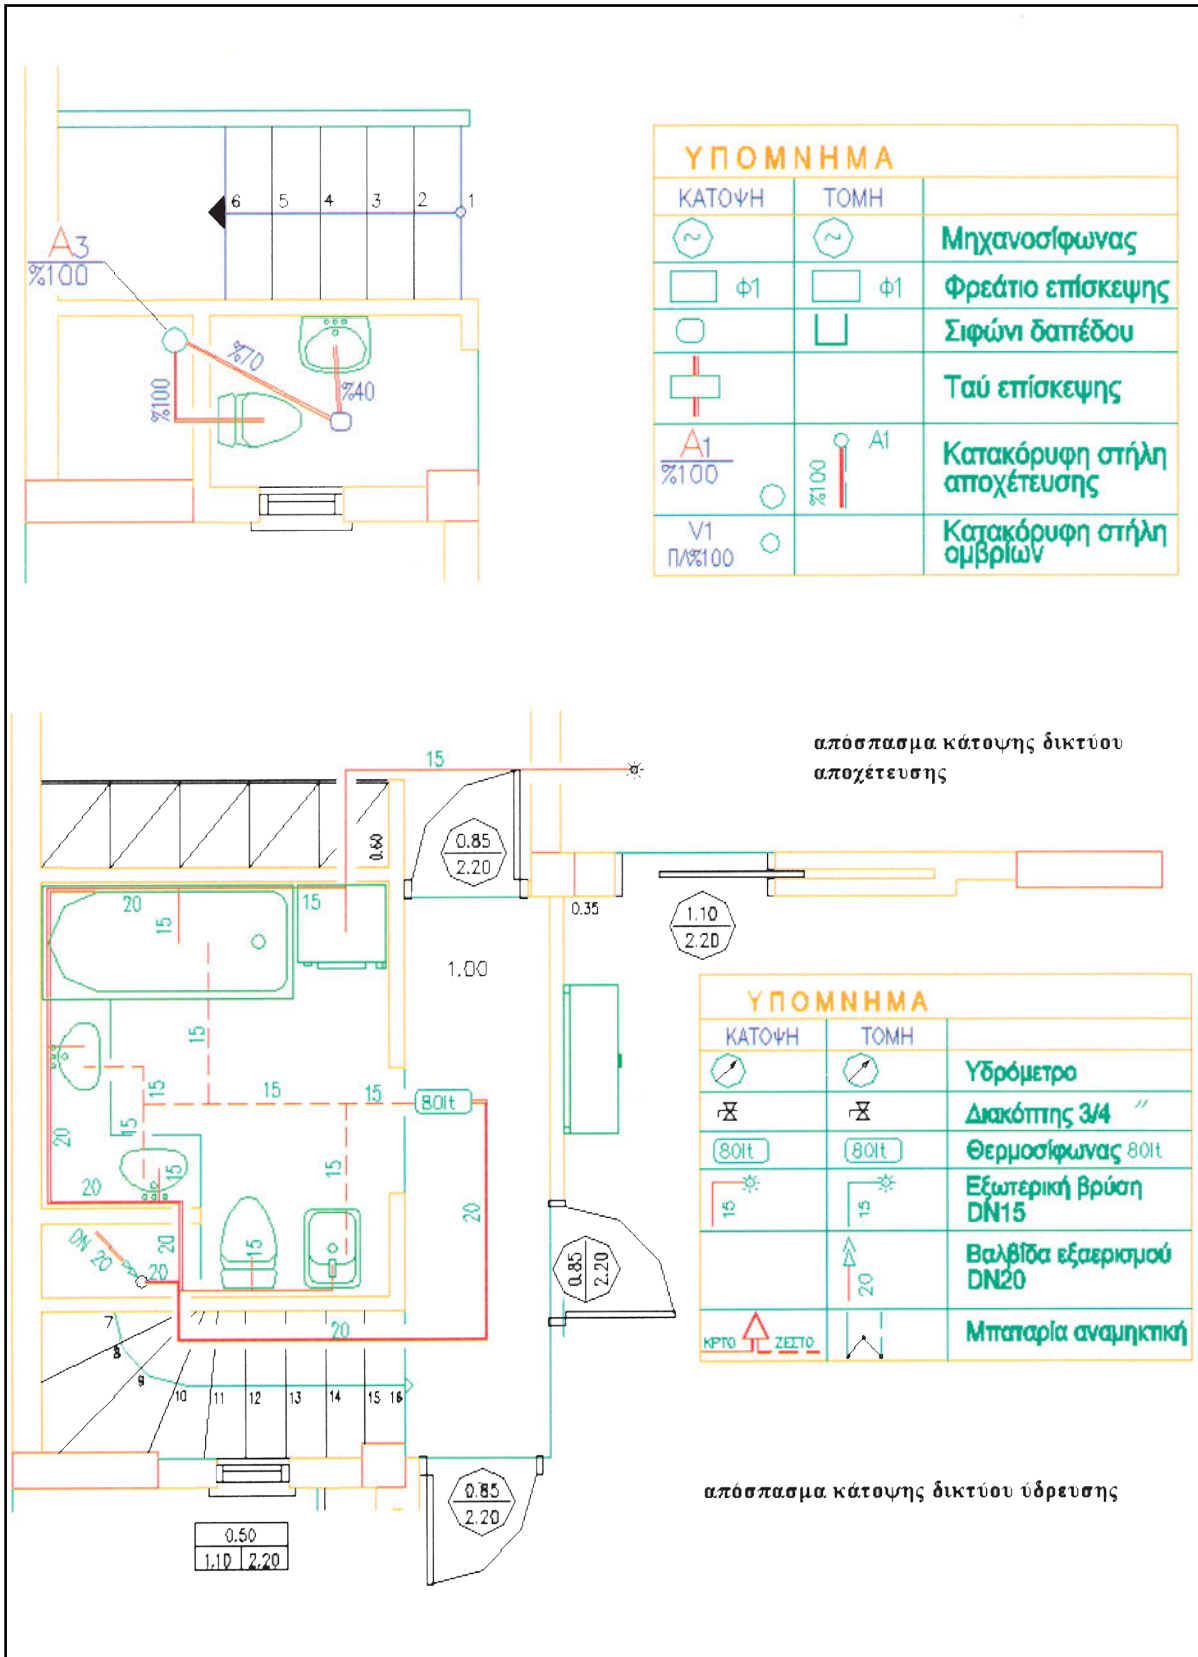 6 5 4 3 2 1
A3
%100
%70
%40
%100
ΥΠΟΜΝΗΜΑ
ΚΑΤΟΨΗ ΤΟΜΗ
Μηχανοσίφωνας
Φ1 Φ1 Φρεάτιο επίσκεψης
Σιφώνι δαπέδου
Ταύ επίσκεψης
A1
%100
%100
A1
Κατακόρυφη στήλη
αποχέτευσης
V1
ΠΛ%100
Κατακόρυφη στήλη
ομβρίων
απόσπασμα κάτοψης δικτύου
αποχέτευσης
15
0.60
0.85
2.20
0.35
1.10
2.20
20
15
15
1.00
15
15
15
15
15
80lt
20
20
15
15
15
20
DN 20
20
20
15
0.85
2.20
20
7
8
9
10 11 12 13 14 15 16
0.85
2.20
0.50
1.10 2.20
ΥΠΟΜΝΗΜΑ
ΚΑΤΟΨΗ ΤΟΜΗ
Υδρόμετρο
Διακόπτης 3/4 "
80lt 80lt Θερμοσίφωνας 80lt
15 15
Εξωτερική βρύση
DN15
20
Βαλβίδα εξαερισμού
DN20
ΚΡΤΟ ΖΕΣΤΟ
Μπαταρία αναμηκτική
απόσπασμα κάτοψης δικτύου ύδρευσης